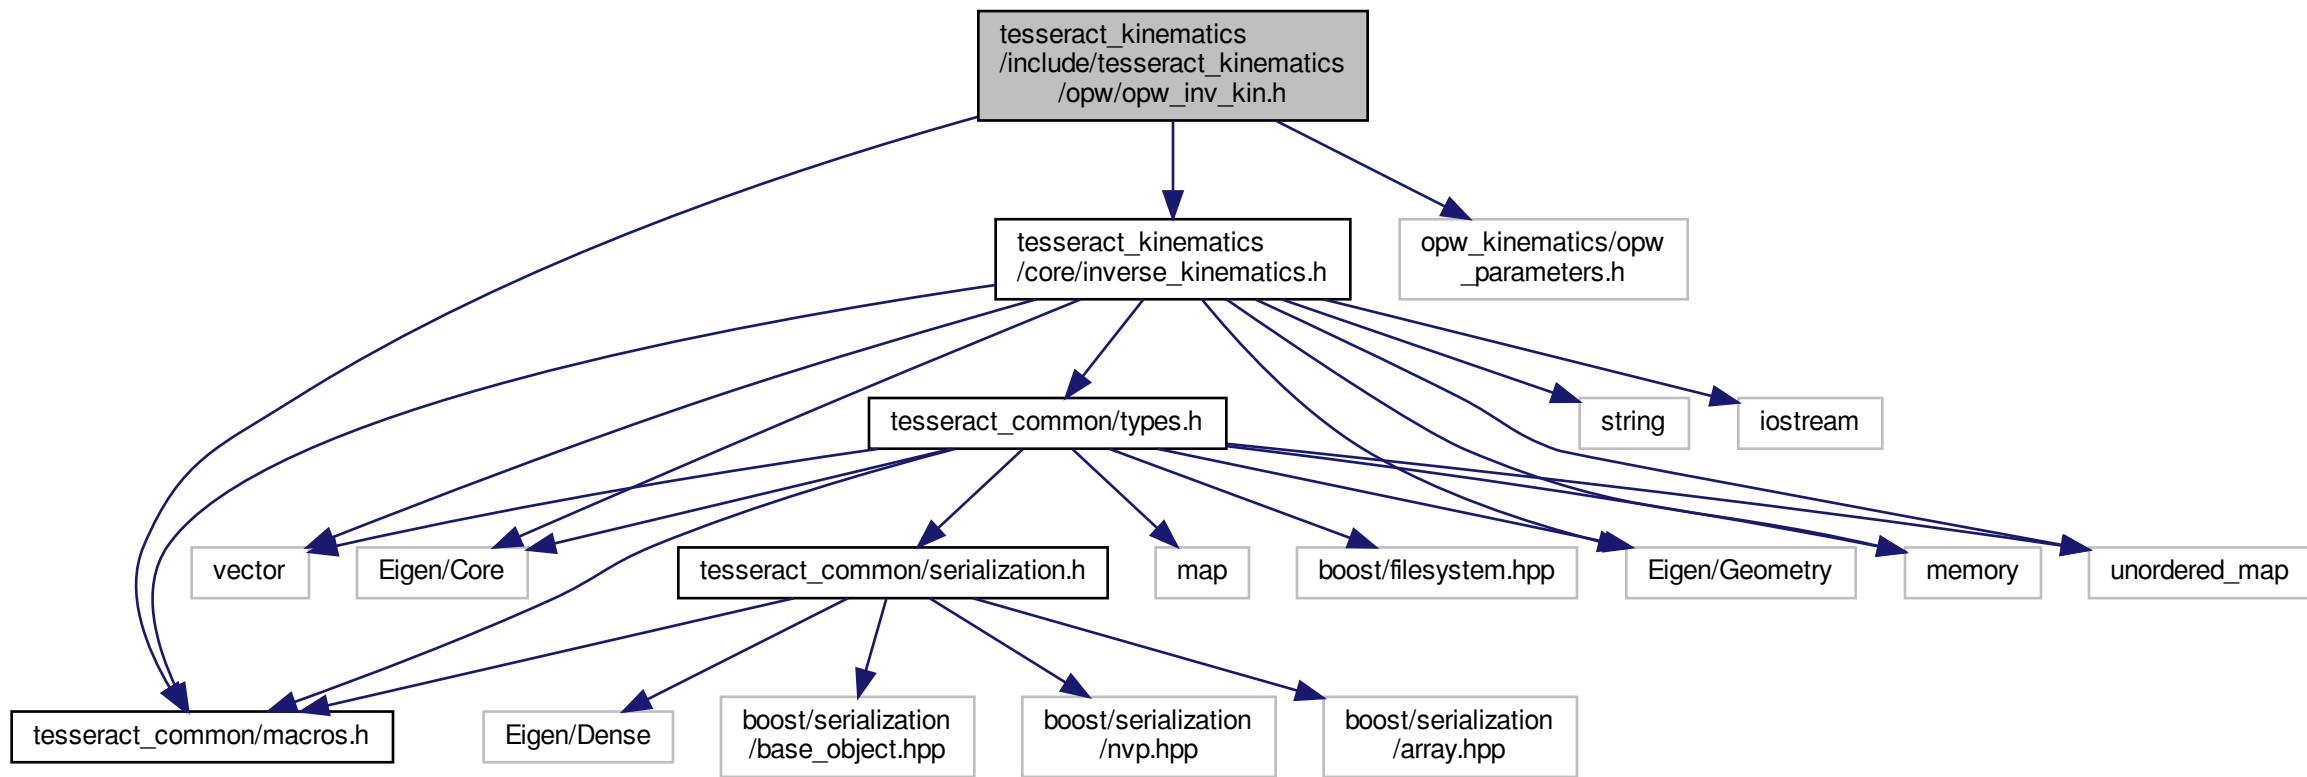 tesseract_kinematics
/include/tesseract_kinematics
/opw/opw_inv_kin.h
tesseract_kinematics
/core/inverse_kinematics.h
opw_kinematics/opw
_parameters.h
tesseract_common/types.h
string
iostream
vector
Eigen/Core
tesseract_common/serialization.h
map
boost/filesystem.hpp
Eigen/Geometry
memory
unordered_map
tesseract_common/macros.h
Eigen/Dense
boost/serialization
/base_object.hpp
boost/serialization
/nvp.hpp
boost/serialization
/array.hpp